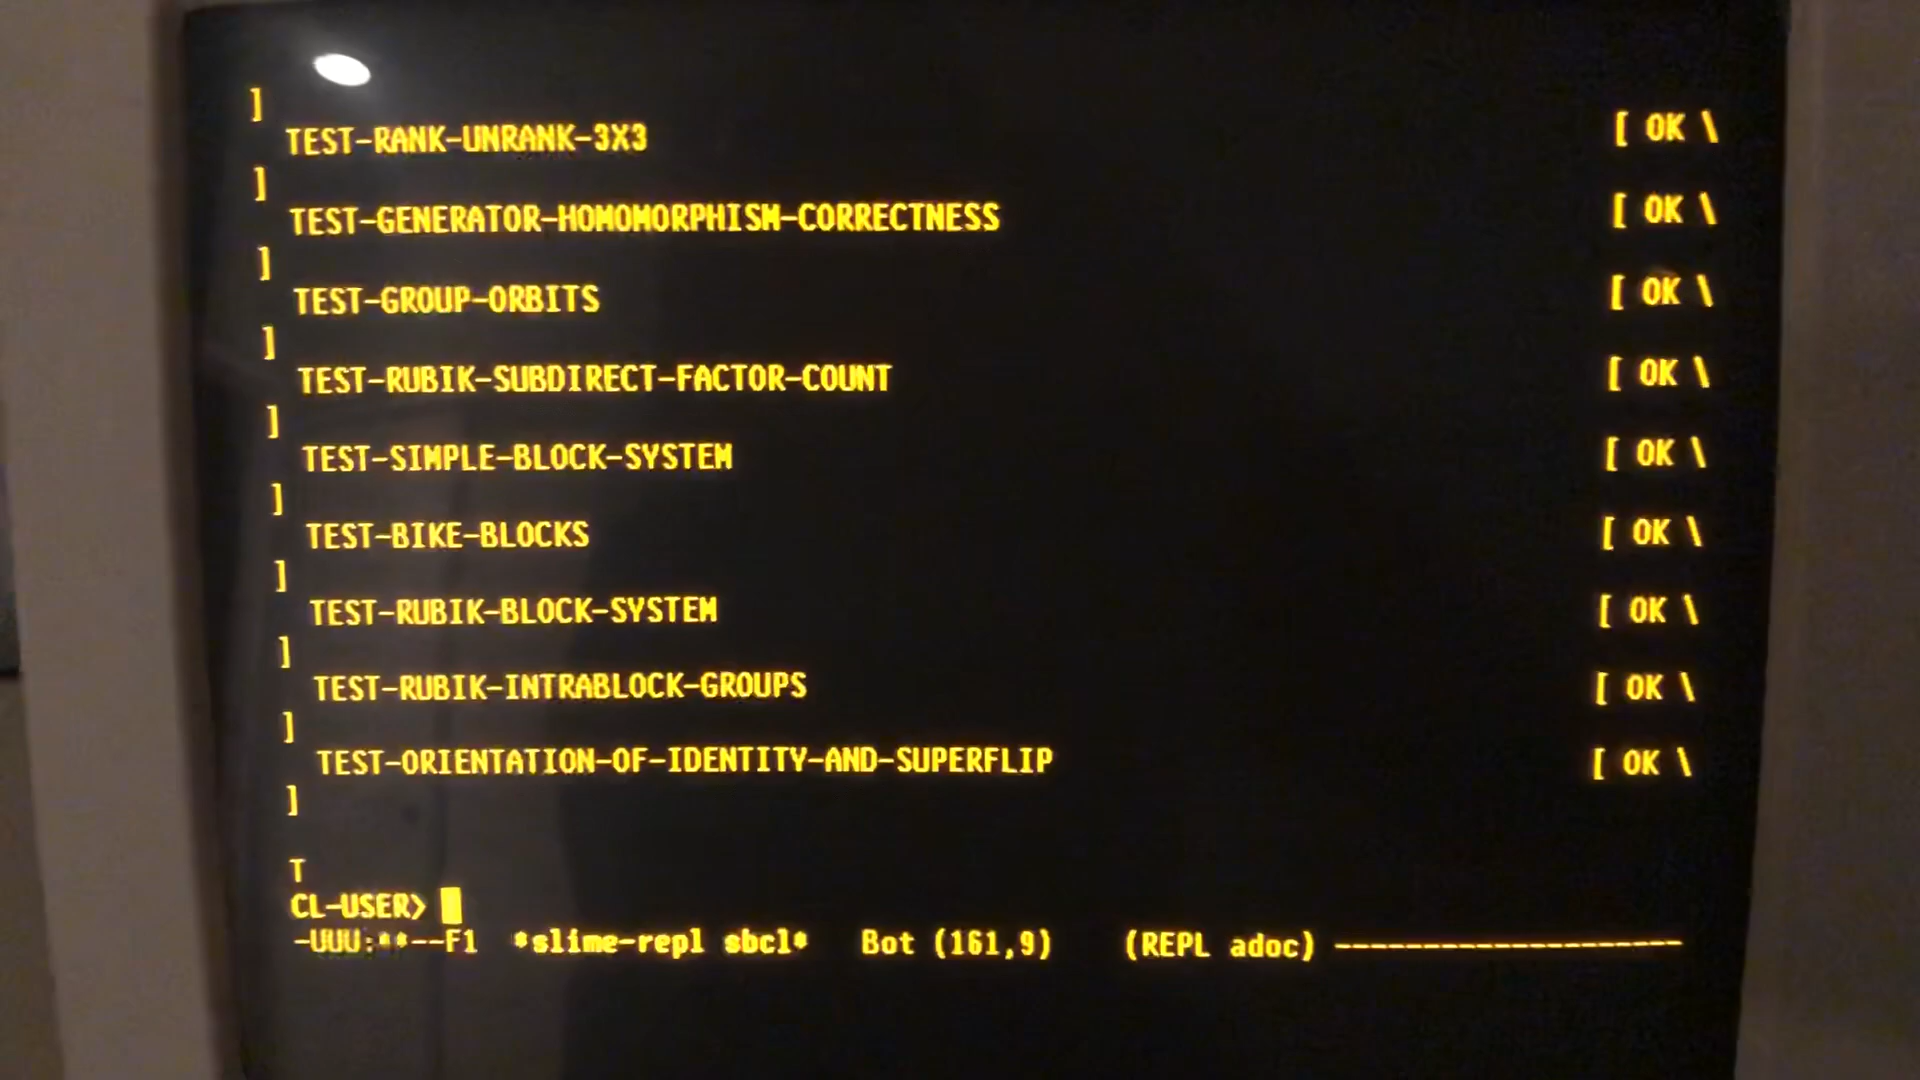 ]
TEST-RANK-UNRANK-3X3 [ OK \
]
TEST-GENERATOR-HOMOMORPHISM-CORRECTNESS [ OK \
]
TEST-GROUP-ORBITS [ OK \
]
TEST-RUBIK-SUBDIRECT-FACTOR-COUNT [ OK \
]
TEST-SIMPLE-BLOCK-SYSTEM [ OK \
]
TEST-BIKE-BLOCKS [ OK \
]
TEST-RUBIK-BLOCK-SYSTEM [ OK \
]
TEST-RUBIK-INTRABLOCK-GROUPS [ OK \
]
TEST-ORIENTATION-OF-IDENTITY-AND-SUPERFLIP [ OK \
]
T
CL-USER>
-UUU:**--F1 *slime-repl sbcl* Bot (161,9) (REPL adoc) --------------------